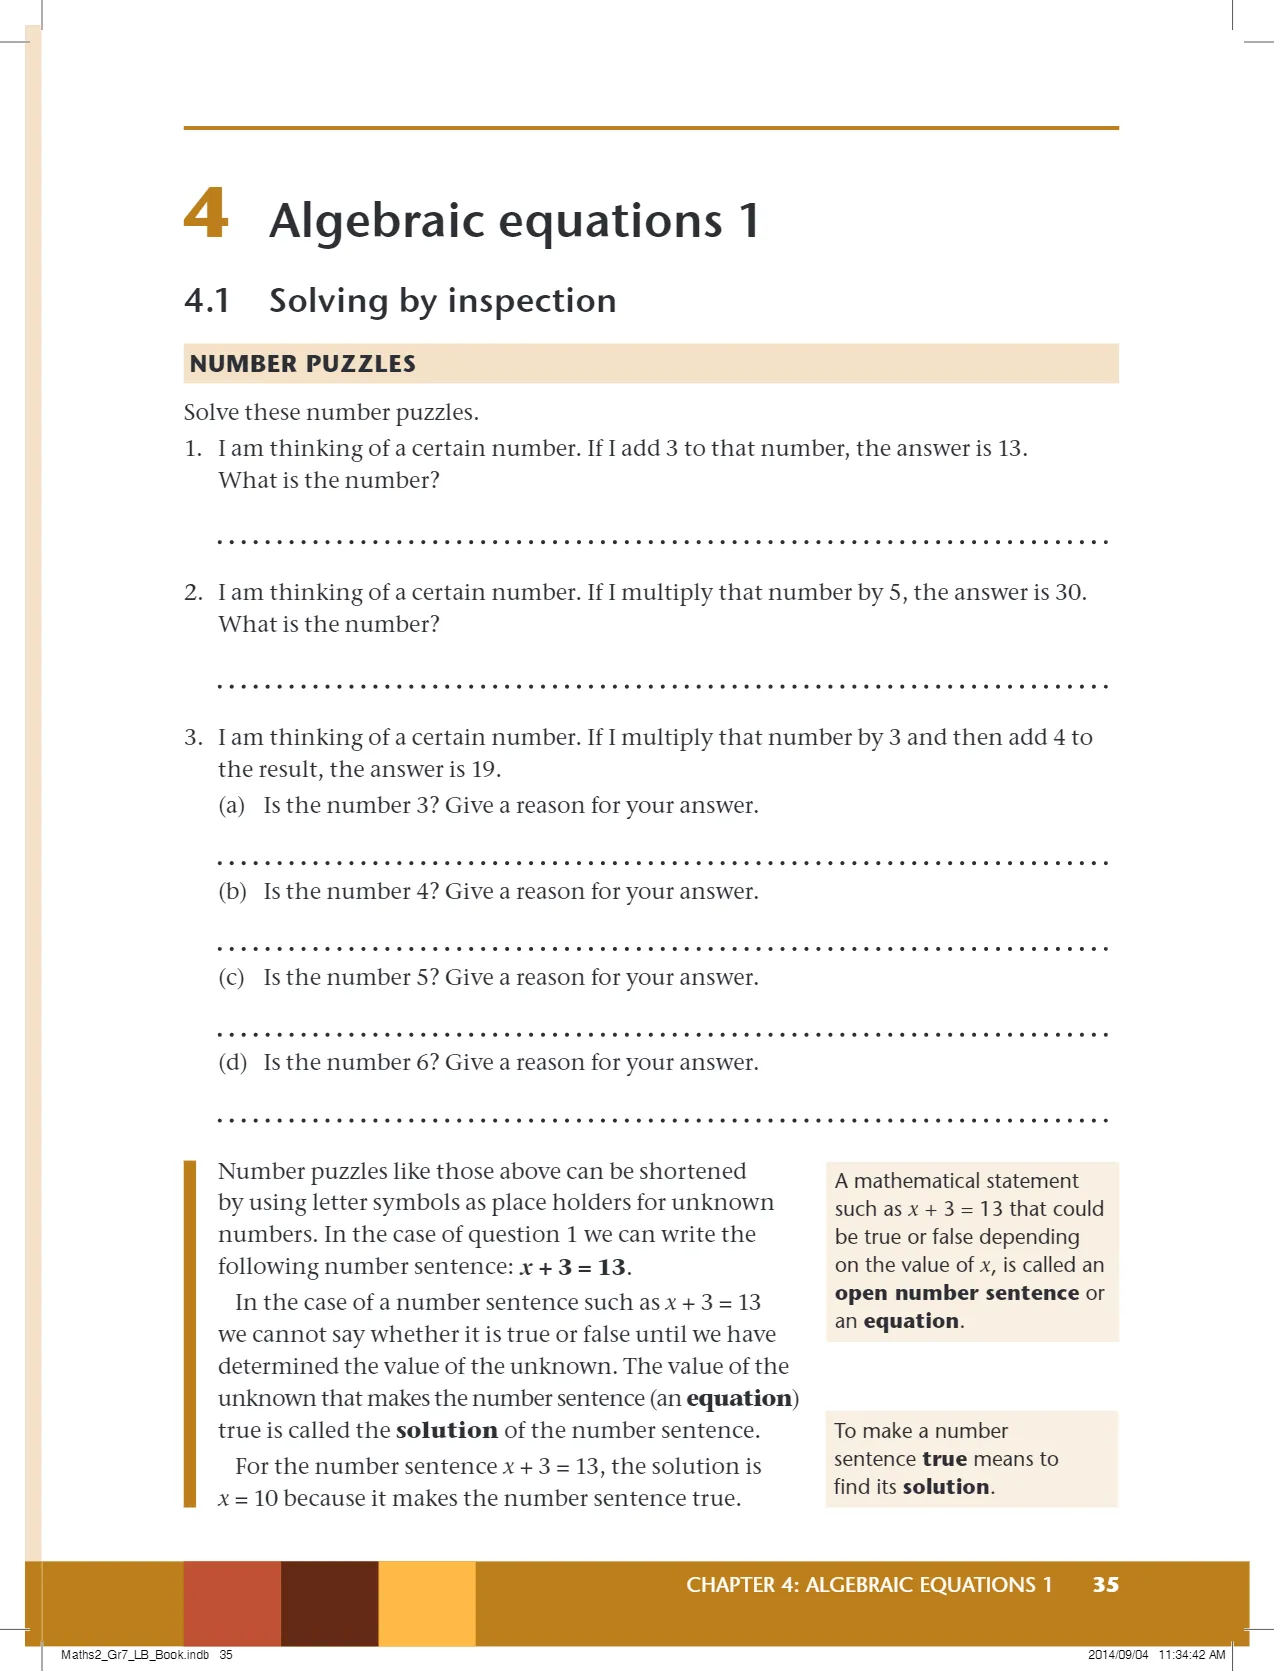 4 Algebraic equations 1
4.1 Solving by inspection
NUMBER PUZZLES
Solve these number puzzles.
1. I am thinking of a certain number. If I add 3 to that number, the answer is 13.
What is the number?
2. I am thinking of a certain number. If I multiply that number by 5, the answer is 30.
What is the number?
3. I am thinking of a certain number. If I multiply that number by 3 and then add 4 to
the result, the answer is 19.
(a) Is the number 3? Give a reason for your answer.
(b) Is the number 4? Give a reason for your answer.
(c) Is the number 5? Give a reason for your answer.
(d) Is the number 6? Give a reason for your answer.
Number puzzles like those above can be shortened
by using letter symbols as place holders for unknown
numbers. In the case of question 1 we can write the
following number sentence: x + 3 = 13.
In the case of a number sentence such as x + 3 = 13
we cannot say whether it is true or false until we have
determined the value of the unknown. The value of the
unknown that makes the number sentence (an equation)
true is called the solution of the number sentence.
For the number sentence x + 3 = 13, the solution is
x = 10 because it makes the number sentence true.
A mathematical statement
such as x + 3 = 13 that could
be true or false depending
on the value of x, is called an
open number sentence or
an equation.
To make a number
sentence true means to
find its solution.
CHAPTER 4: ALGEBRAIC EQUATIONS 1 35
Maths2_Gr7_LB_Book.indb 35
2014/09/04 11:34:42 AM